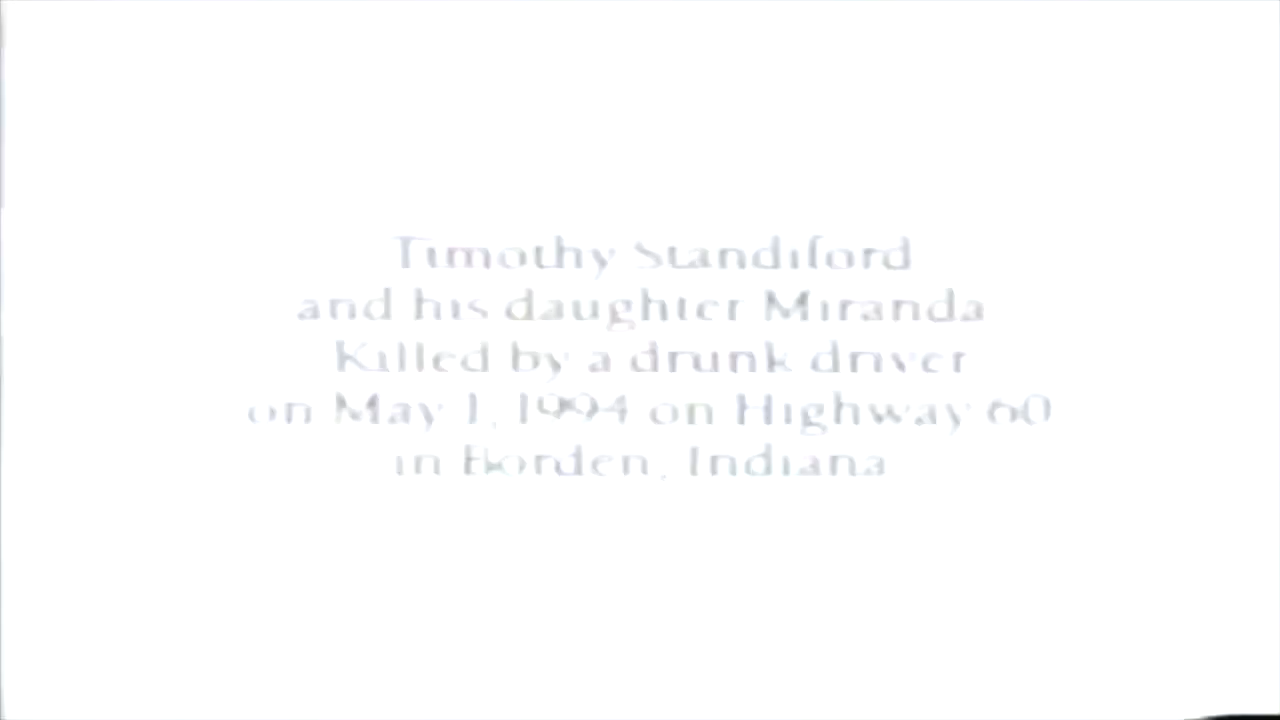 Timothy Standiford
and his daughter Miranda
Killed by a drunk driver
on May 1, 1994 on Highway 60
in Borden, Indiana